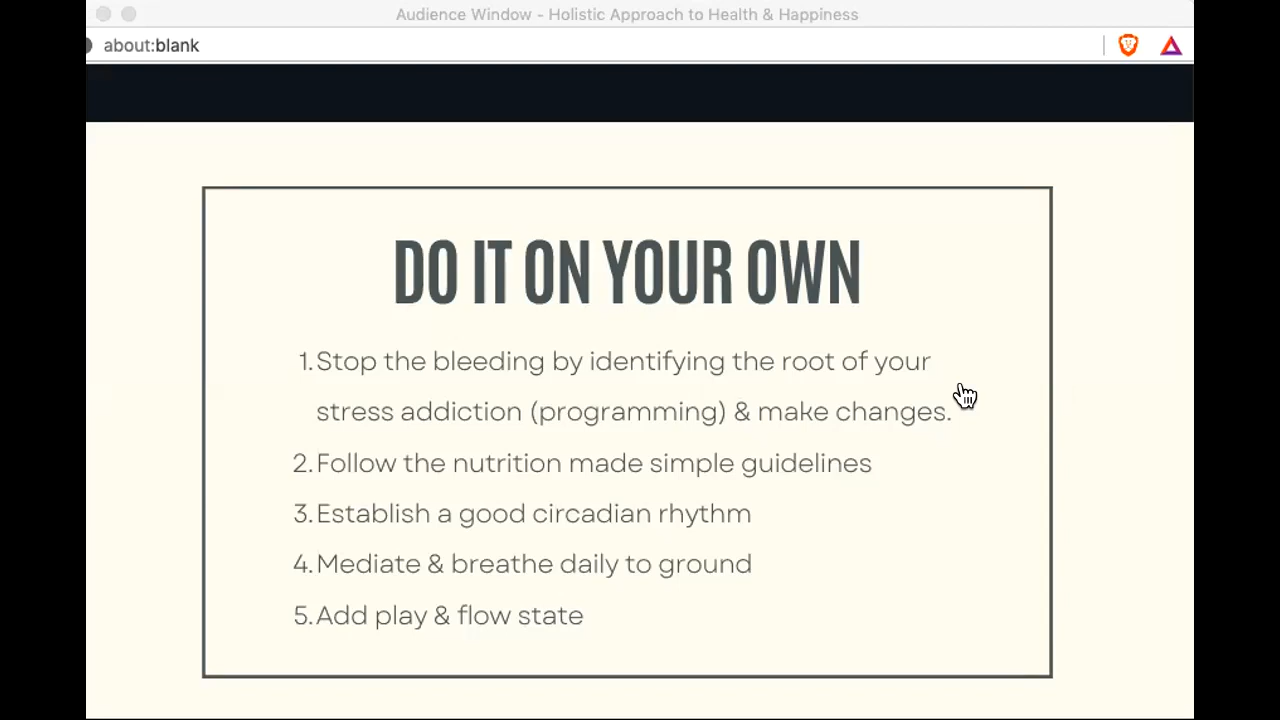 Audience Window - Holistic Approach to Health & Happiness
about:blank
DO IT ON YOUR OWN
1. Stop the bleeding by identifying the root of your
stress addiction (programming) & make changes.
2. Follow the nutrition made simple guidelines
3. Establish a good circadian rhythm
4. Mediate & breathe daily to ground
5. Add play & flow state